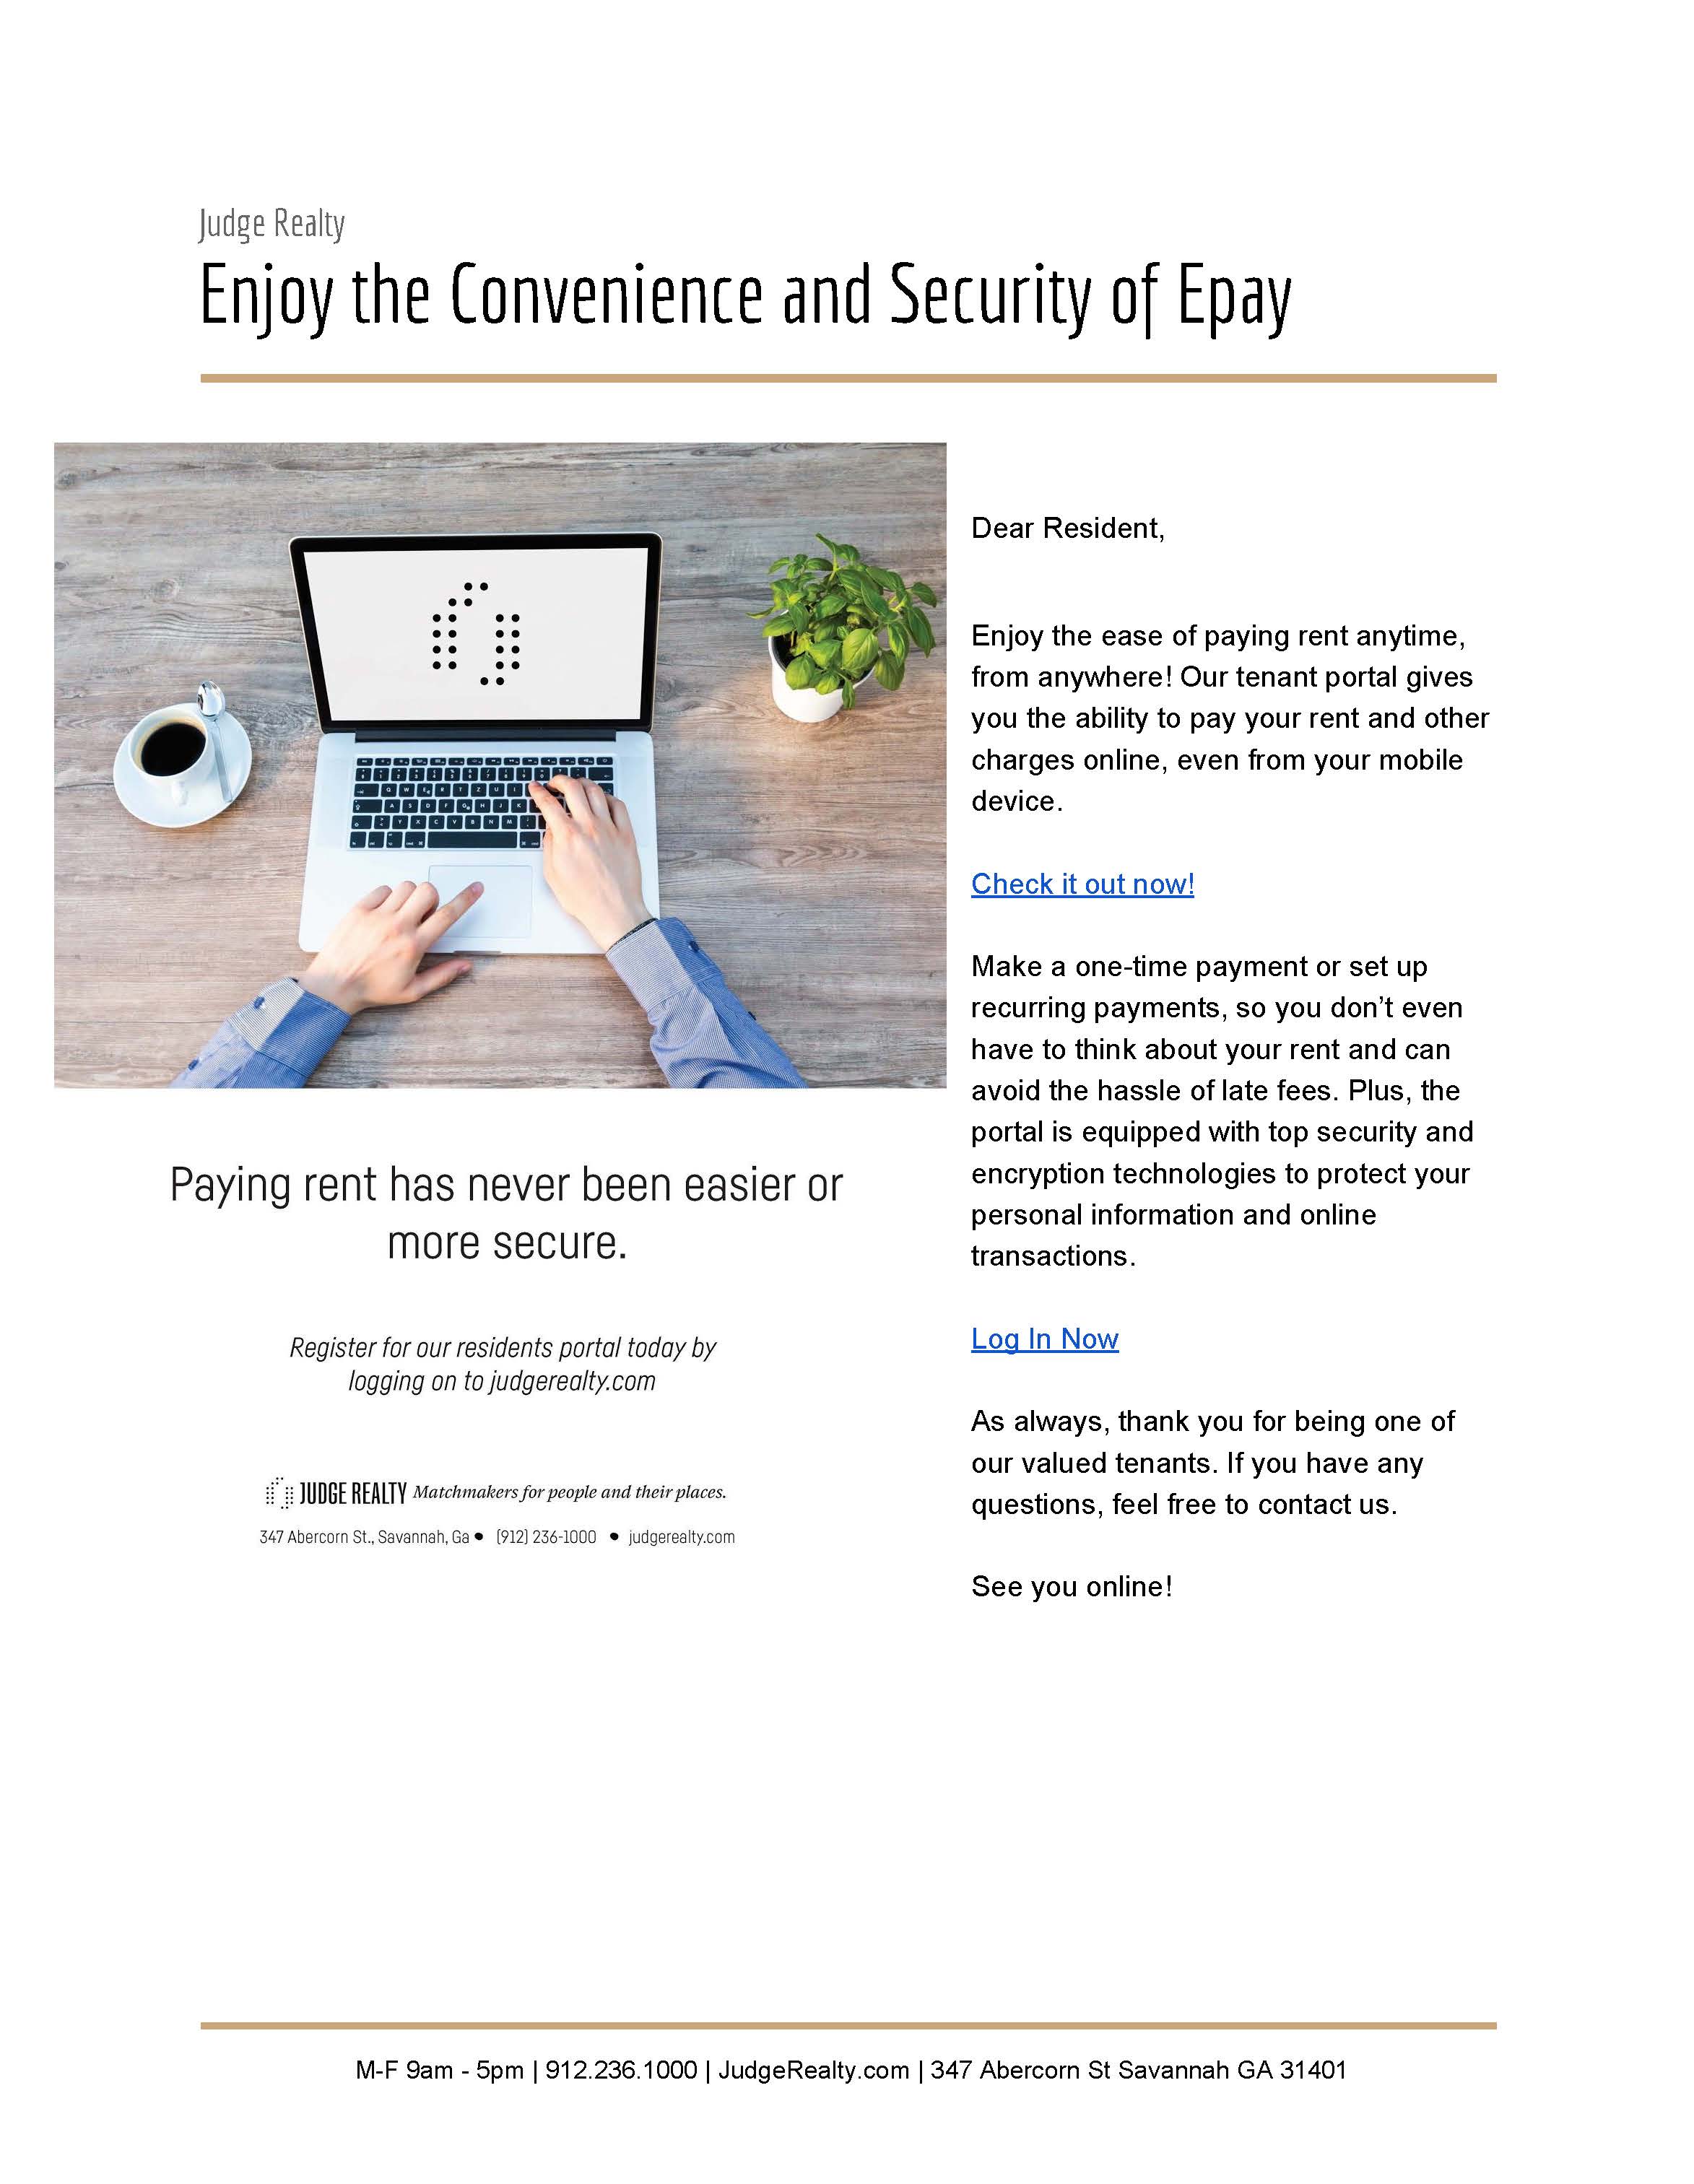 Judge Realty
Enjoy the Convenience and Security of Epay
Paying rent has never been easier or
more secure.
Register for our residents portal today by
logging on to judgerealty.com
JUDGE REALTY Matchmakers for people and their places.
347 Abercorn St., Savannah, Ga ● (912) 236-1000 ● judgerealty.com
Dear Resident,
Enjoy the ease of paying rent anytime,
from anywhere! Our tenant portal gives
you the ability to pay your rent and other
charges online, even from your mobile
device.
Check it out now!
Make a one-time payment or set up
recurring payments, so you don’t even
have to think about your rent and can
avoid the hassle of late fees. Plus, the
portal is equipped with top security and
encryption technologies to protect your
personal information and online
transactions.
Log In Now
As always, thank you for being one of
our valued tenants. If you have any
questions, feel free to contact us.
See you online!
M-F 9am - 5pm | 912.236.1000 | JudgeRealty.com | 347 Abercorn St Savannah GA 31401